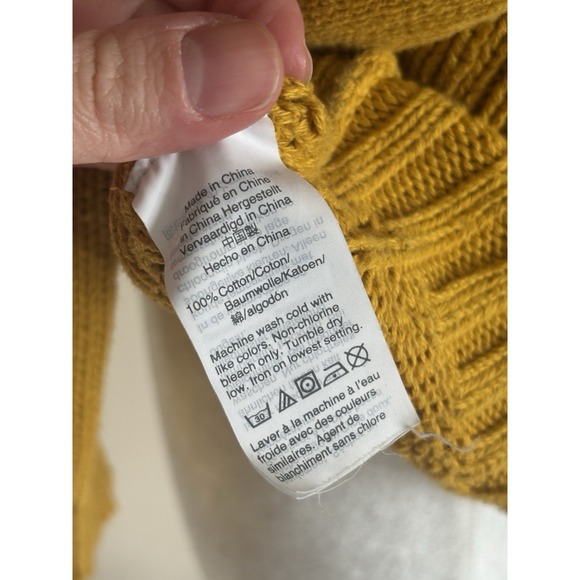 Made in China
Fabriqué en Chine
in China Hergestellt
Vervaardigd in China
中国製
Hecho en China
100% Cotton/Coton/
Baumwolle/Katoen/
綿/algodón
Machine wash cold with
like colors. Non-chlorine
bleach only. Tumble dry
low. Iron on lowest setting.
30
Laver à la machine à l'eau
froide avec des couleurs
similaires. Agent de
blanchiment sans chlore